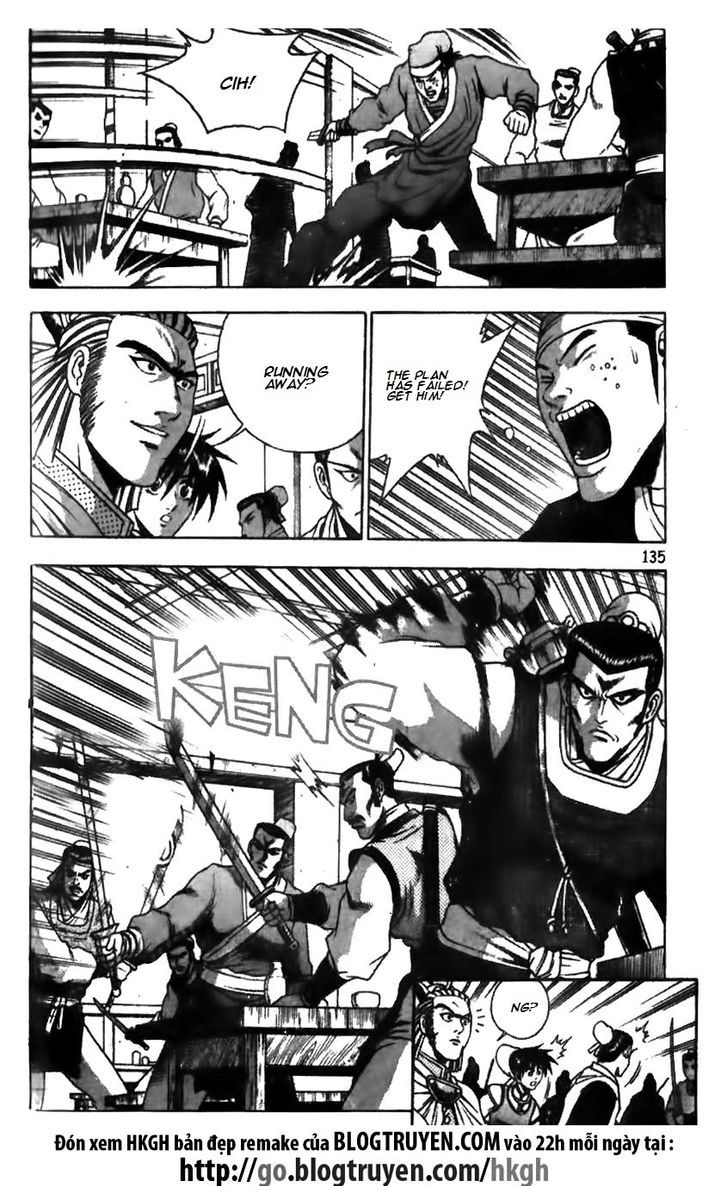 CIH!
RUNNING
AWAY?
THE PLAN
HAS FAILED!
GET HIM!
135
KENG
NG?
Đón xem HKGH bản đẹp remake của BLOGTRUYEN.COM vào 22h mỗi ngày tại :
http://go.blogtruyen.com/hkgh